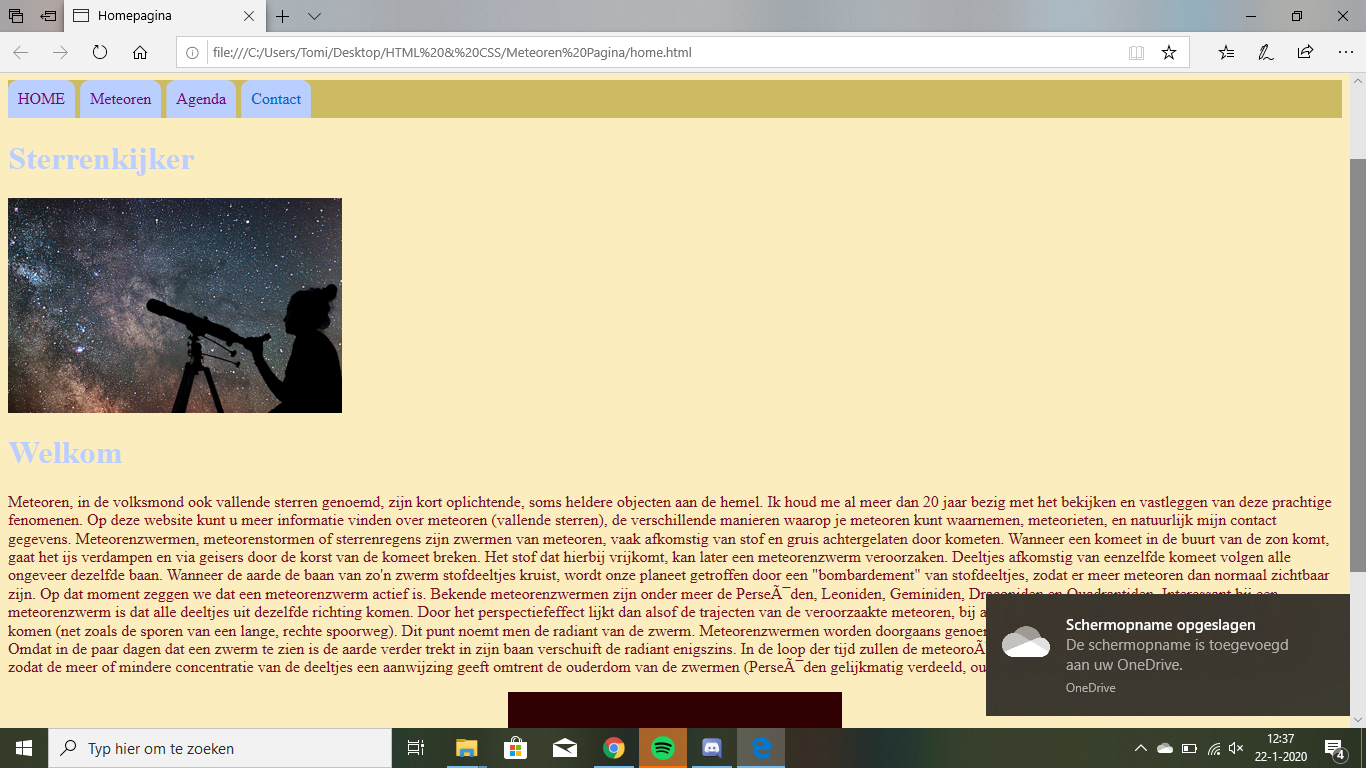 Homepagina
file:///C:/Users/Tomi/Desktop/HTML%20&%20CSS/Meteoren%20Pagina/home.html
HOME Meteoren Agenda Contact
Sterrenkijker
Welkom
Meteoren, in de volksmond ook vallende sterren genoemd, zijn kort oplichtende, soms heldere objecten aan de hemel. Ik houd me al meer dan 20 jaar bezig met het bekijken en vastleggen van deze prachtige
fenomenen. Op deze website kunt u meer informatie vinden over meteoren (vallende sterren), de verschillende manieren waarop je meteoren kunt waarnemen, meteorieten, en natuurlijk mijn contact
gegevens. Meteorenzwermen, meteorenstormen of sterrenregens zijn zwermen van meteoren, vaak afkomstig van stof en gruis achtergelaten door kometen. Wanneer een komeet in de buurt van de zon komt,
gaat het ijs verdampen en via geisers door de korst van de komeet breken. Het stof dat hierbij vrijkomt, kan later een meteorenzwerm veroorzaken. Deeltjes afkomstig van eenzelfde komeet volgen alle
ongeveer dezelfde baan. Wanneer de aarde de baan van zo'n zwerm stofdeeltjes kruist, wordt onze planeet getroffen door een "bombardement" van stofdeeltjes, zodat er meer meteoren dan normaal zichtbaar
zijn. Op dat moment zeggen we dat een meteorenzwerm actief is. Bekende meteorenzwermen zijn onder meer de PerseÃ¯den, Leoniden, Geminiden, Draconiden en Quadrantiden. Interessant bij een
meteorenzwerm is dat alle deeltjes uit dezelfde richting komen. Door het perspectiefeffect lijkt dan alsof de trajecten van de veroorzaakte meteoren, bij a
komen (net zoals de sporen van een lange, rechte spoorweg). Dit punt noemt men de radiant van de zwerm. Meteorenzwermen worden doorgaans genoe
Omdat in de paar dagen dat een zwerm te zien is de aarde verder trekt in zijn baan verschuift de radiant enigszins. In de loop der tijd zullen de meteoroÃ
zodat de meer of mindere concentratie van de deeltjes een aanwijzing geeft omtrent de ouderdom van de zwermen (PerseÃ¯den gelijkmatig verdeeld, ou
Schermopname opgeslagen
De schermopname is toegevoegd
aan uw OneDrive.
OneDrive
Typ hier om te zoeken
12:37
22-1-2020
4